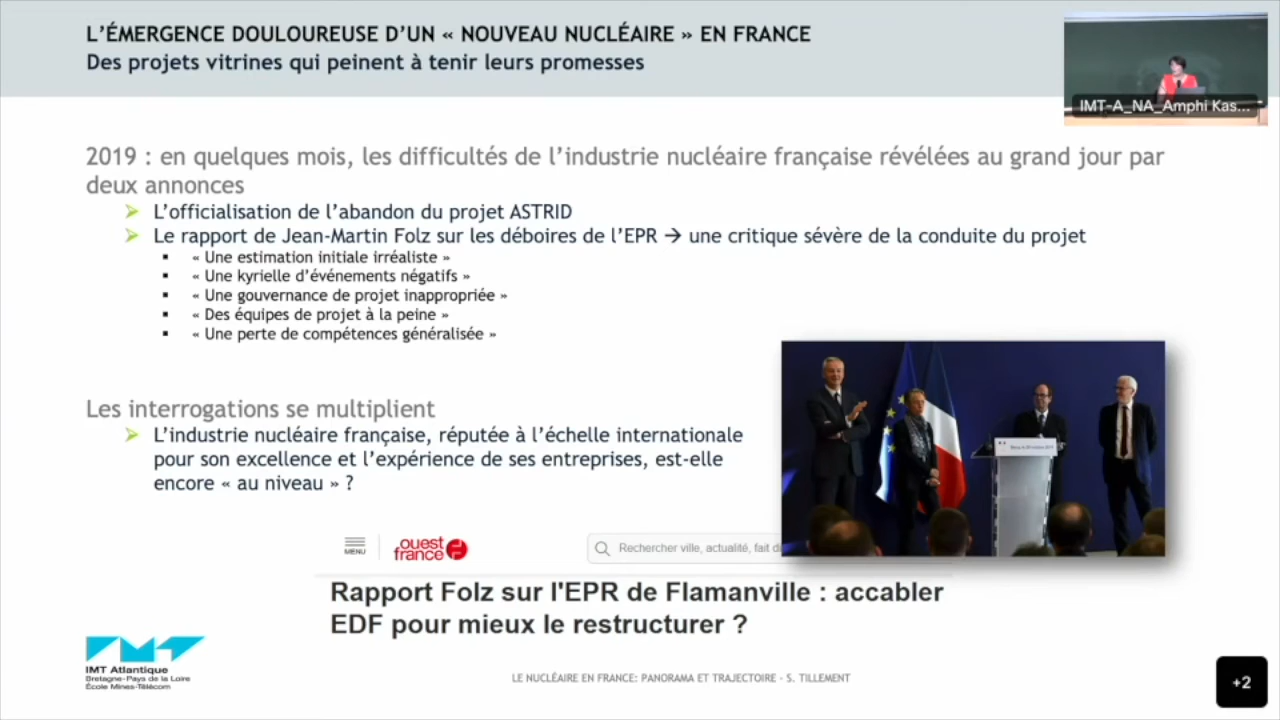 L'ÉMERGENCE DOULOUREUSE D'UN « NOUVEAU NUCLÉAIRE » EN FRANCE
Des projets vitrines qui peinent à tenir leurs promesses
IMT-A_NA_Amphi Kas...
2019 : en quelques mois, les difficultés de l'industrie nucléaire française révélées au grand jour par
deux annonces
L'officialisation de l'abandon du projet ASTRID
Le rapport de Jean-Martin Folz sur les déboires de l'EPR → une critique sévère de la conduite du projet
« Une estimation initiale irréaliste »
« Une kyrielle d'événements négatifs »
« Une gouvernance de projet inappropriée »
« Des équipes de projet à la peine »
« Une perte de compétences généralisée »
Les interrogations se multiplient
L'industrie nucléaire française, réputée à l'échelle internationale
pour son excellence et l'expérience de ses entreprises, est-elle
encore « au niveau » ?
MENU
ouest
france
Rechercher ville, actualité, fait di
Rapport Folz sur l'EPR de Flamanville : accabler
EDF pour mieux le restructurer ?
IMT Atlantique
Bretagne-Pays de la Loire
École Mines-Télécom
LE NUCLÉAIRE EN FRANCE: PANORAMA ET TRAJECTOIRE - S. TILLEMENT
+2